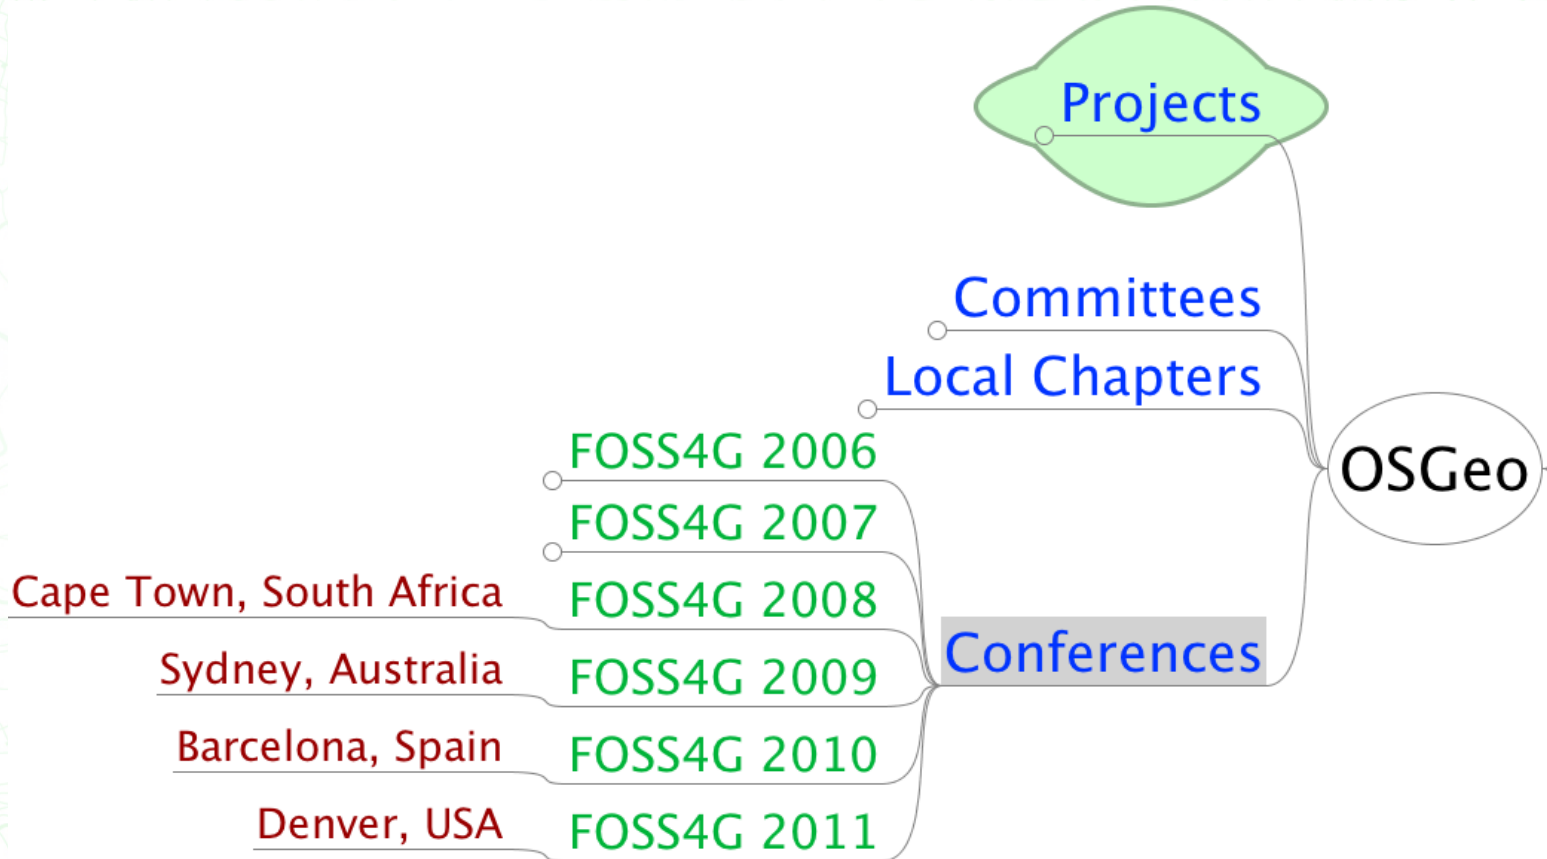 Projects
Committees
Local Chapters
OSGeo
Conferences
FOSS4G 2006
FOSS4G 2007
FOSS4G 2008
Cape Town, South Africa
FOSS4G 2009
Sydney, Australia
FOSS4G 2010
Barcelona, Spain
FOSS4G 2011
Denver, USA